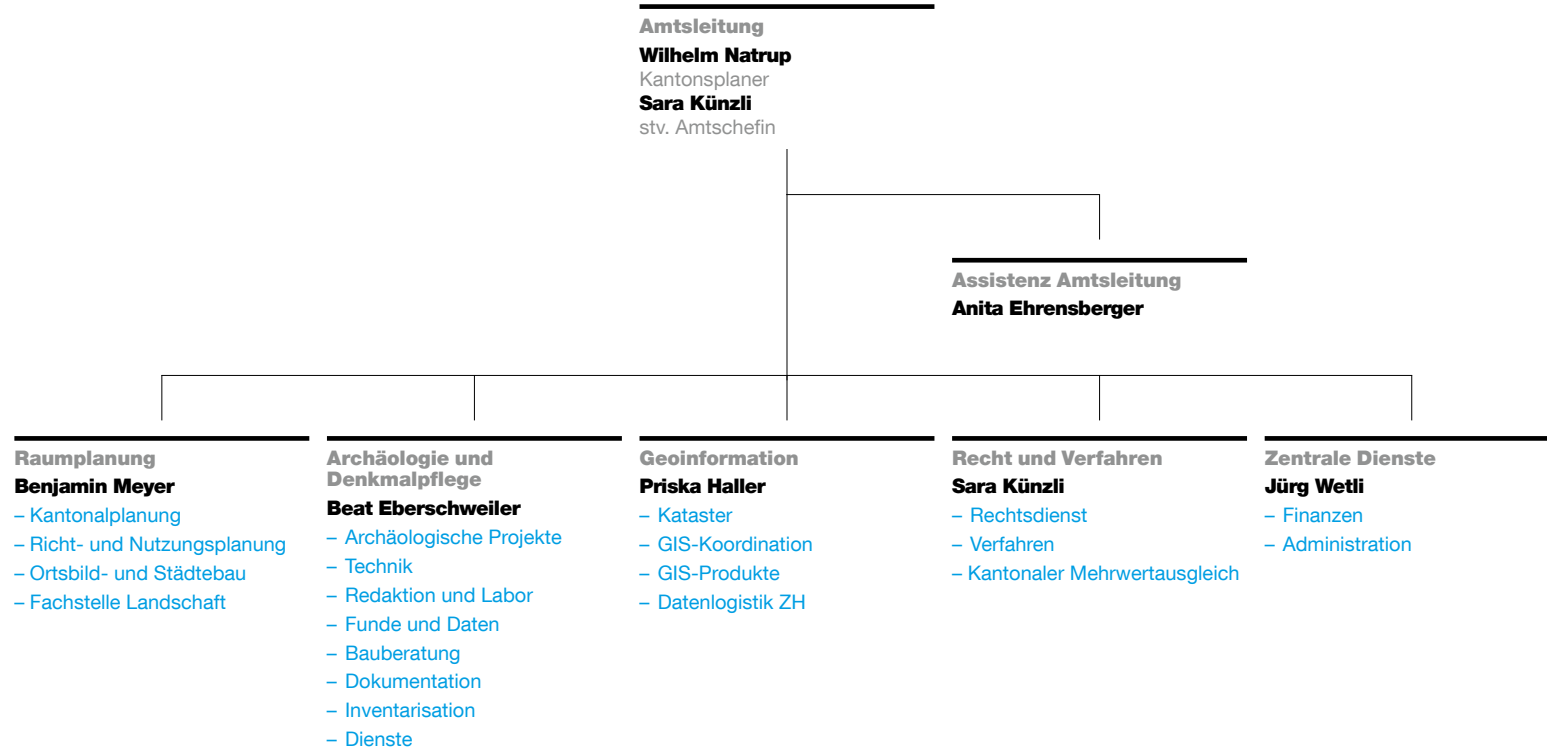 Amtsleitung
Wilhelm Natrup
Kantonsplaner
Sara Künzli
stv. Amtschefin
Assistenz Amtsleitung
Anita Ehrensberger
Raumplanung
Benjamin Meyer
– Kantonalplanung
– Richt- und Nutzungsplanung
– Ortsbild- und Städtebau
– Fachstelle Landschaft
Archäologie und
Denkmalpflege
Beat Eberschweiler
– Archäologische Projekte
– Technik
– Redaktion und Labor
– Funde und Daten
– Bauberatung
– Dokumentation
– Inventarisation
– Dienste
Geoinformation
Priska Haller
– Kataster
– GIS-Koordination
– GIS-Produkte
– Datenlogistik ZH
Recht und Verfahren
Sara Künzli
– Rechtsdienst
– Verfahren
– Kantonaler Mehrwertausgleich
Zentrale Dienste
Jürg Wetli
– Finanzen
– Administration